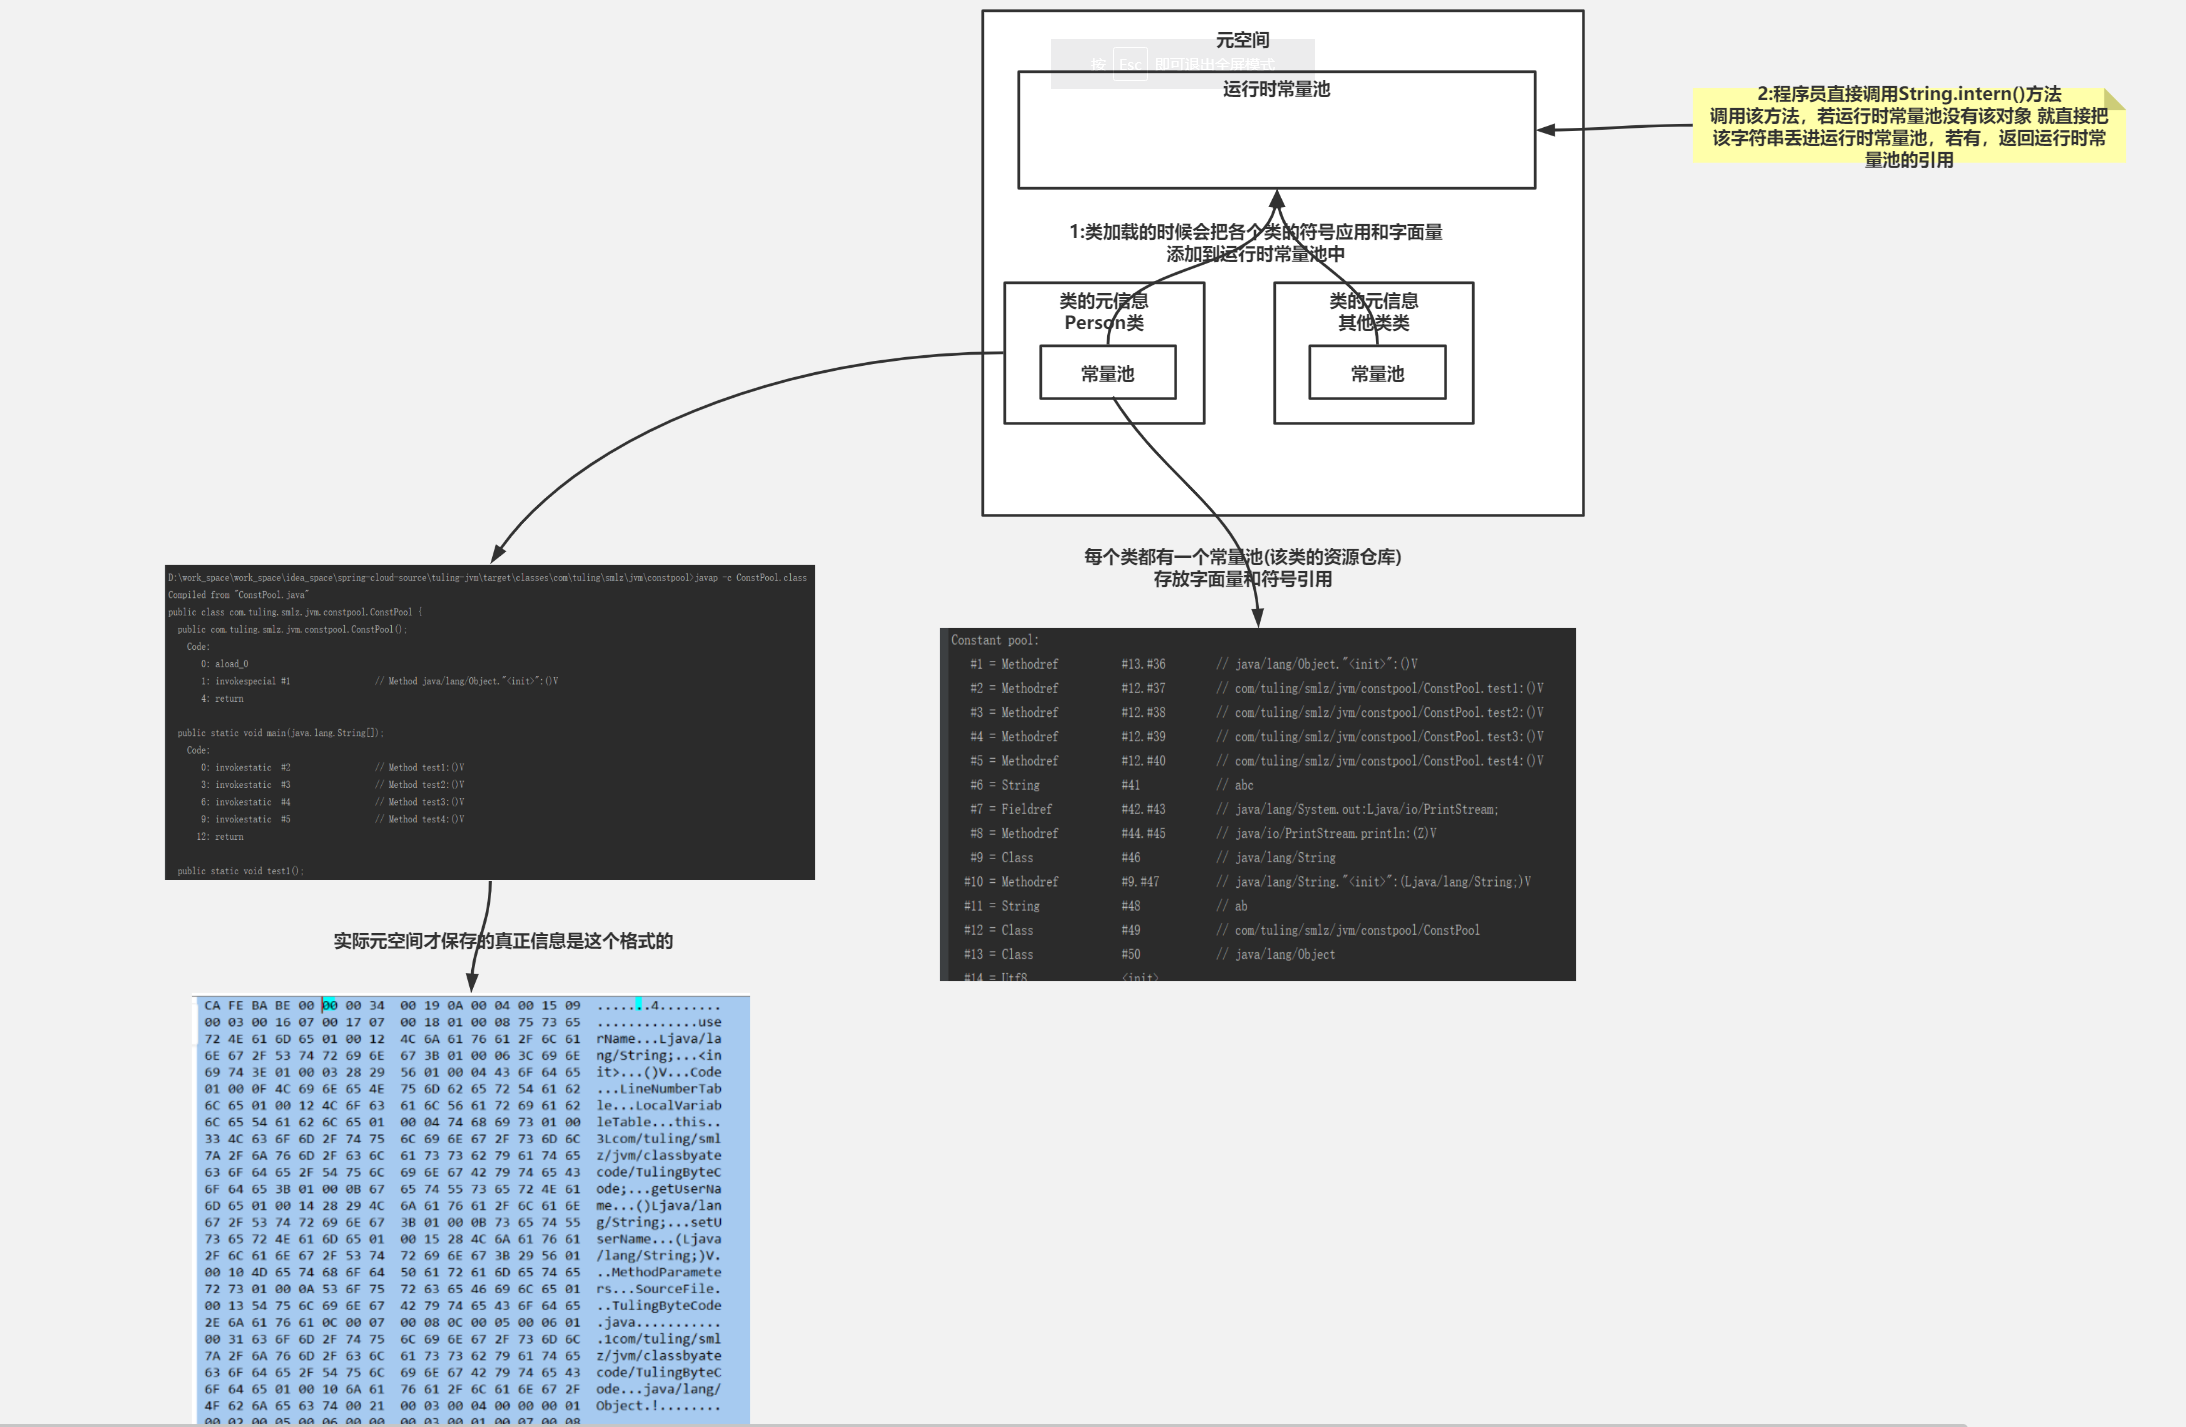 元空间
按 Esc 即可退出全屏模式
运行时常量池
2:程序员直接调用String.intern()方法
调用该方法，若运行时常量池没有该对象 就直接把
该字符串丢进运行时常量池，若有，返回运行时常
量池的引用
1:类加载的时候会把各个类的符号应用和字面量
添加到运行时常量池中
类的元信息
Person类
常量池
类的元信息
其他类类
常量池
每个类都有一个常量池(该类的资源仓库)
存放字面量和符号引用
D:\work_space\work_space\idea_space\spring-cloud-source\tuling-jvm\target\classes\com\tuling\smlz\jvm\constpool>javap -c ConstPool.class
Compiled from "ConstPool.java"
public class com.tuling.smlz.jvm.constpool.ConstPool {
public com.tuling.smlz.jvm.constpool.ConstPool();
Code:
0: aload_0
1: invokespecial #1 // Method java/lang/Object."<init>":()V
4: return
public static void main(java.lang.String[]);
Code:
0: invokestatic #2 // Method test1:()V
3: invokestatic #3 // Method test2:()V
6: invokestatic #4 // Method test3:()V
9: invokestatic #5 // Method test4:()V
12: return
public static void test1();
Constant pool:
#1 = Methodref #13.#36 // java/lang/Object."<init>":()V
#2 = Methodref #12.#37 // com/tuling/smlz/jvm/constpool/ConstPool.test1:()V
#3 = Methodref #12.#38 // com/tuling/smlz/jvm/constpool/ConstPool.test2:()V
#4 = Methodref #12.#39 // com/tuling/smlz/jvm/constpool/ConstPool.test3:()V
#5 = Methodref #12.#40 // com/tuling/smlz/jvm/constpool/ConstPool.test4:()V
#6 = String #41 // abc
#7 = Fieldref #42.#43 // java/lang/System.out:Ljava/io/PrintStream;
#8 = Methodref #44.#45 // java/io/PrintStream.println:(Z)V
#9 = Class #46 // java/lang/String
#10 = Methodref #9.#47 // java/lang/String."<init>":(Ljava/lang/String;)V
#11 = String #48 // ab
#12 = Class #49 // com/tuling/smlz/jvm/constpool/ConstPool
#13 = Class #50 // java/lang/Object
#14 = Utf8 <init>
实际元空间才保存的真正信息是这个格式的
CA FE BA BE 00 00 00 34 00 19 0A 00 04 00 15 09 .......4........
00 03 00 16 07 00 17 07 00 18 01 00 08 75 73 65 .............use
72 4E 61 6D 65 01 00 12 4C 6A 61 76 61 2F 6C 61 rName...Ljava/la
6E 67 2F 53 74 72 69 6E 67 3B 01 00 06 3C 69 6E ng/String;...<in
69 74 3E 01 00 03 28 29 56 01 00 04 43 6F 64 65 it>...()V...Code
01 00 0F 4C 69 6E 65 4E 75 6D 62 65 72 54 61 62 ...LineNumberTab
6C 65 01 00 12 4C 6F 63 61 6C 56 61 72 69 61 62 le...LocalVariab
6C 65 54 61 62 6C 65 01 00 04 74 68 69 73 01 00 leTable...this..
33 4C 63 6F 6D 2F 74 75 6C 69 6E 67 2F 73 6D 6C 3Lcom/tuling/sml
7A 2F 6A 76 6D 2F 63 6C 61 73 73 62 79 61 74 65 z/jvm/classbyate
63 6F 64 65 2F 54 75 6C 69 6E 67 42 79 74 65 43 code/TulingByteC
6F 64 65 3B 01 00 0B 67 65 74 55 73 65 72 4E 61 ode;...getUserNa
6D 65 01 00 14 28 29 4C 6A 61 76 61 2F 6C 61 6E me...()Ljava/lan
67 2F 53 74 72 69 6E 67 3B 01 00 0B 73 65 74 55 g/String;...setU
73 65 72 4E 61 6D 65 01 00 15 28 4C 6A 61 76 61 serName...(Ljava
2F 6C 61 6E 67 2F 53 74 72 69 6E 67 3B 29 56 01 /lang/String;)V.
00 10 4D 65 74 68 6F 64 50 61 72 61 6D 65 74 65 ..MethodParamete
72 73 01 00 0A 53 6F 75 72 63 65 46 69 6C 65 01 rs...SourceFile.
00 13 54 75 6C 69 6E 67 42 79 74 65 43 6F 64 65 ..TulingByteCode
2E 6A 61 76 61 0C 00 07 00 08 0C 00 05 00 06 01 .java...........
00 31 63 6F 6D 2F 74 75 6C 69 6E 67 2F 73 6D 6C .1com/tuling/sml
7A 2F 6A 76 6D 2F 63 6C 61 73 73 62 79 61 74 65 z/jvm/classbyate
63 6F 64 65 2F 54 75 6C 69 6E 67 42 79 74 65 43 code/TulingByteC
6F 64 65 01 00 10 6A 61 76 61 2F 6C 61 6E 67 2F ode...java/lang/
4F 62 6A 65 63 74 00 21 00 03 00 04 00 00 00 01 Object.!........
00 02 00 05 00 06 00 00 00 03 00 01 00 07 00 08